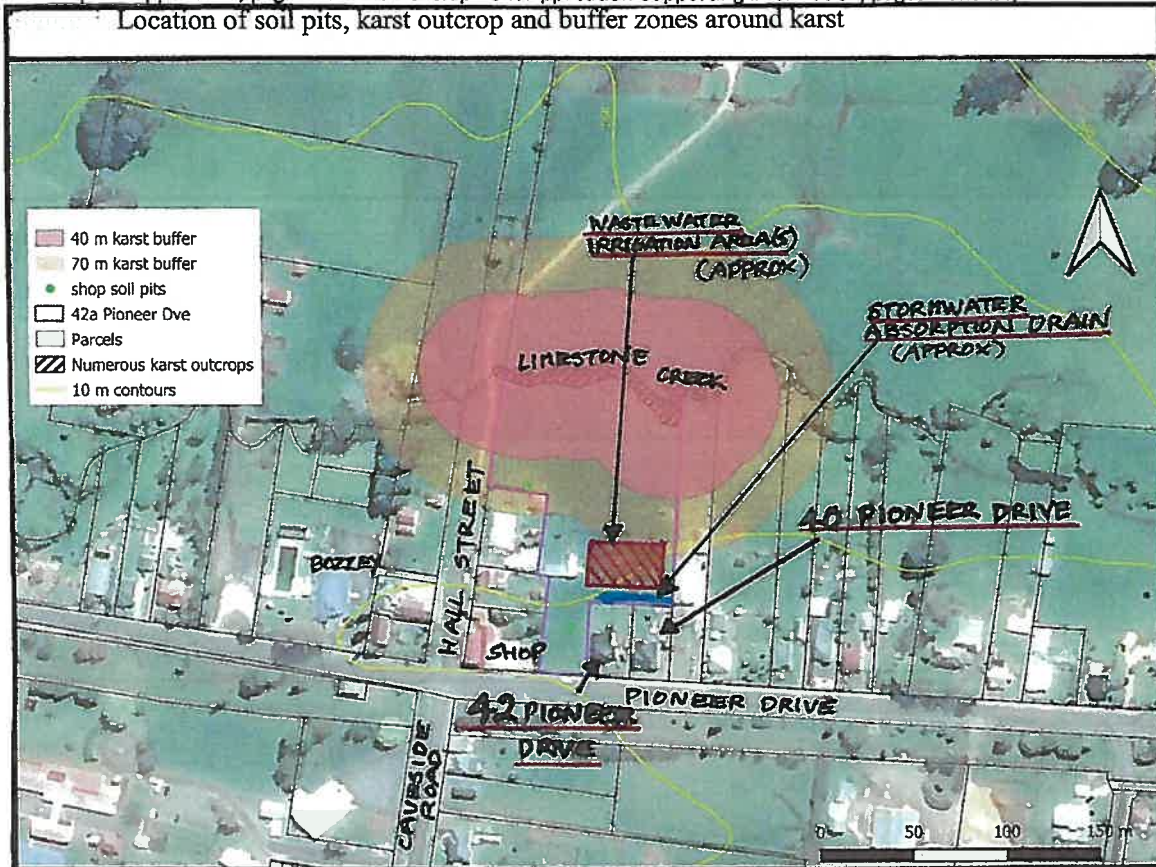 Location of soil pits, karst outcrop and buffer zones around karst
40 m karst buffer
70 m karst buffer
shop soil pits
42a Pioneer Dve
Parcels
Numerous karst outcrops
10 m contours
WASTEWATER
IRRIGATION AREA(S)
(APPROX)
STORMWATER
ABSORPTION DRAIN
(APPROX)
LIMESTONE
CREEK
40 PIONEER DRIVE
HALL STREET
SHOP
PIONEER DRIVE
42 PIONEER
DRIVE
CAVESIDE
ROAD
0 50 100 150 m